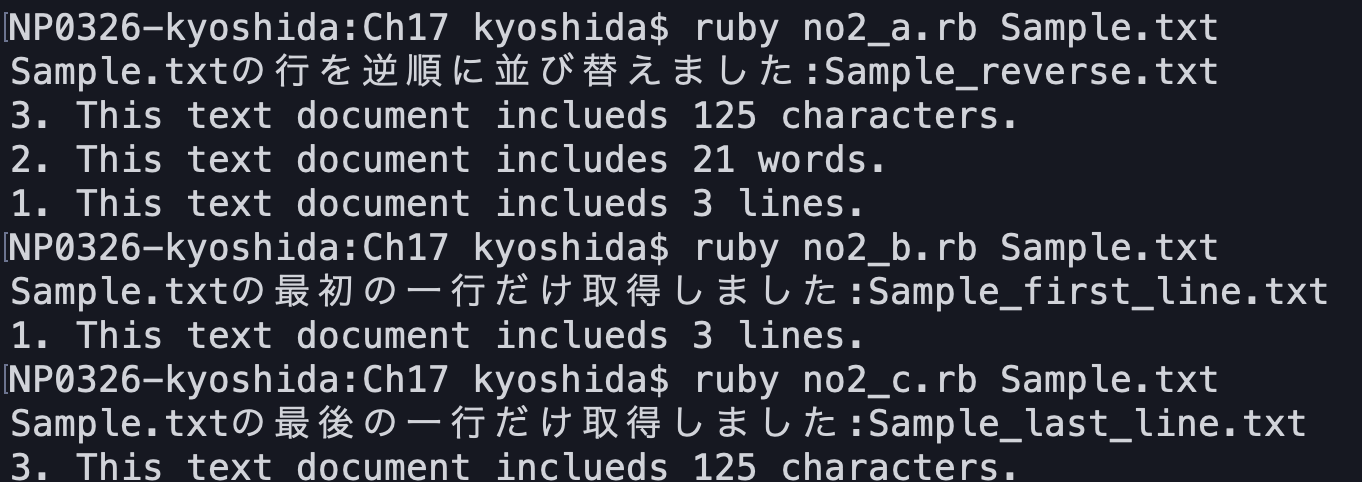 NP0326-kyoshida:Ch17 kyoshida$ ruby no2_a.rb Sample.txt
Sample.txtの行を逆順に並び替えました:Sample_reverse.txt
3. This text document inclueds 125 characters.
2. This text document includes 21 words.
1. This text document inclueds 3 lines.
NP0326-kyoshida:Ch17 kyoshida$ ruby no2_b.rb Sample.txt
Sample.txtの最初の一行だけ取得しました:Sample_first_line.txt
1. This text document inclueds 3 lines.
NP0326-kyoshida:Ch17 kyoshida$ ruby no2_c.rb Sample.txt
Sample.txtの最後の一行だけ取得しました:Sample_last_line.txt
3. This text document inclueds 125 characters.